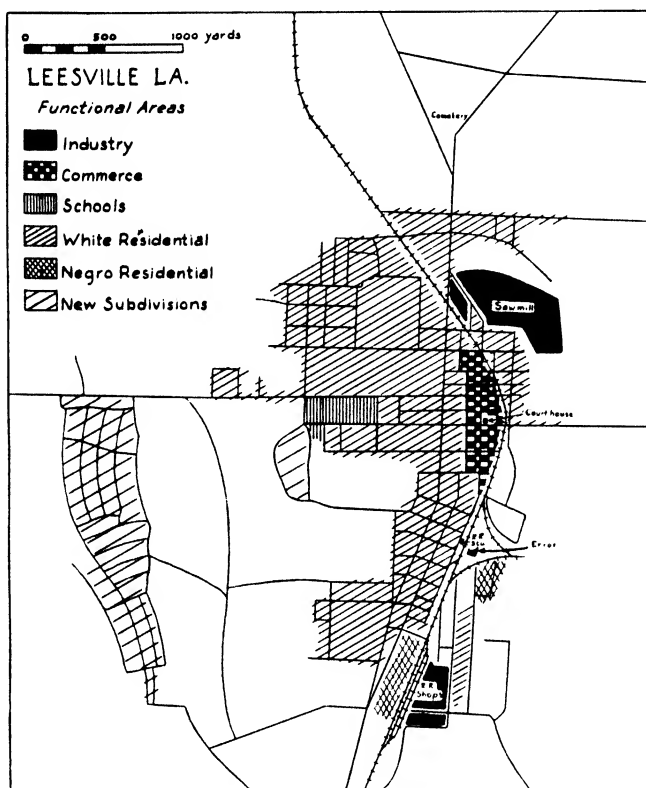 0 500 1000 yards
LEESVILLE LA.
Functional Areas
Industry
Commerce
Schools
White Residential
Negro Residential
New Subdivisions
Cemetery
Sawmill
Courthouse
R.R.
Error
R.R.
Shops